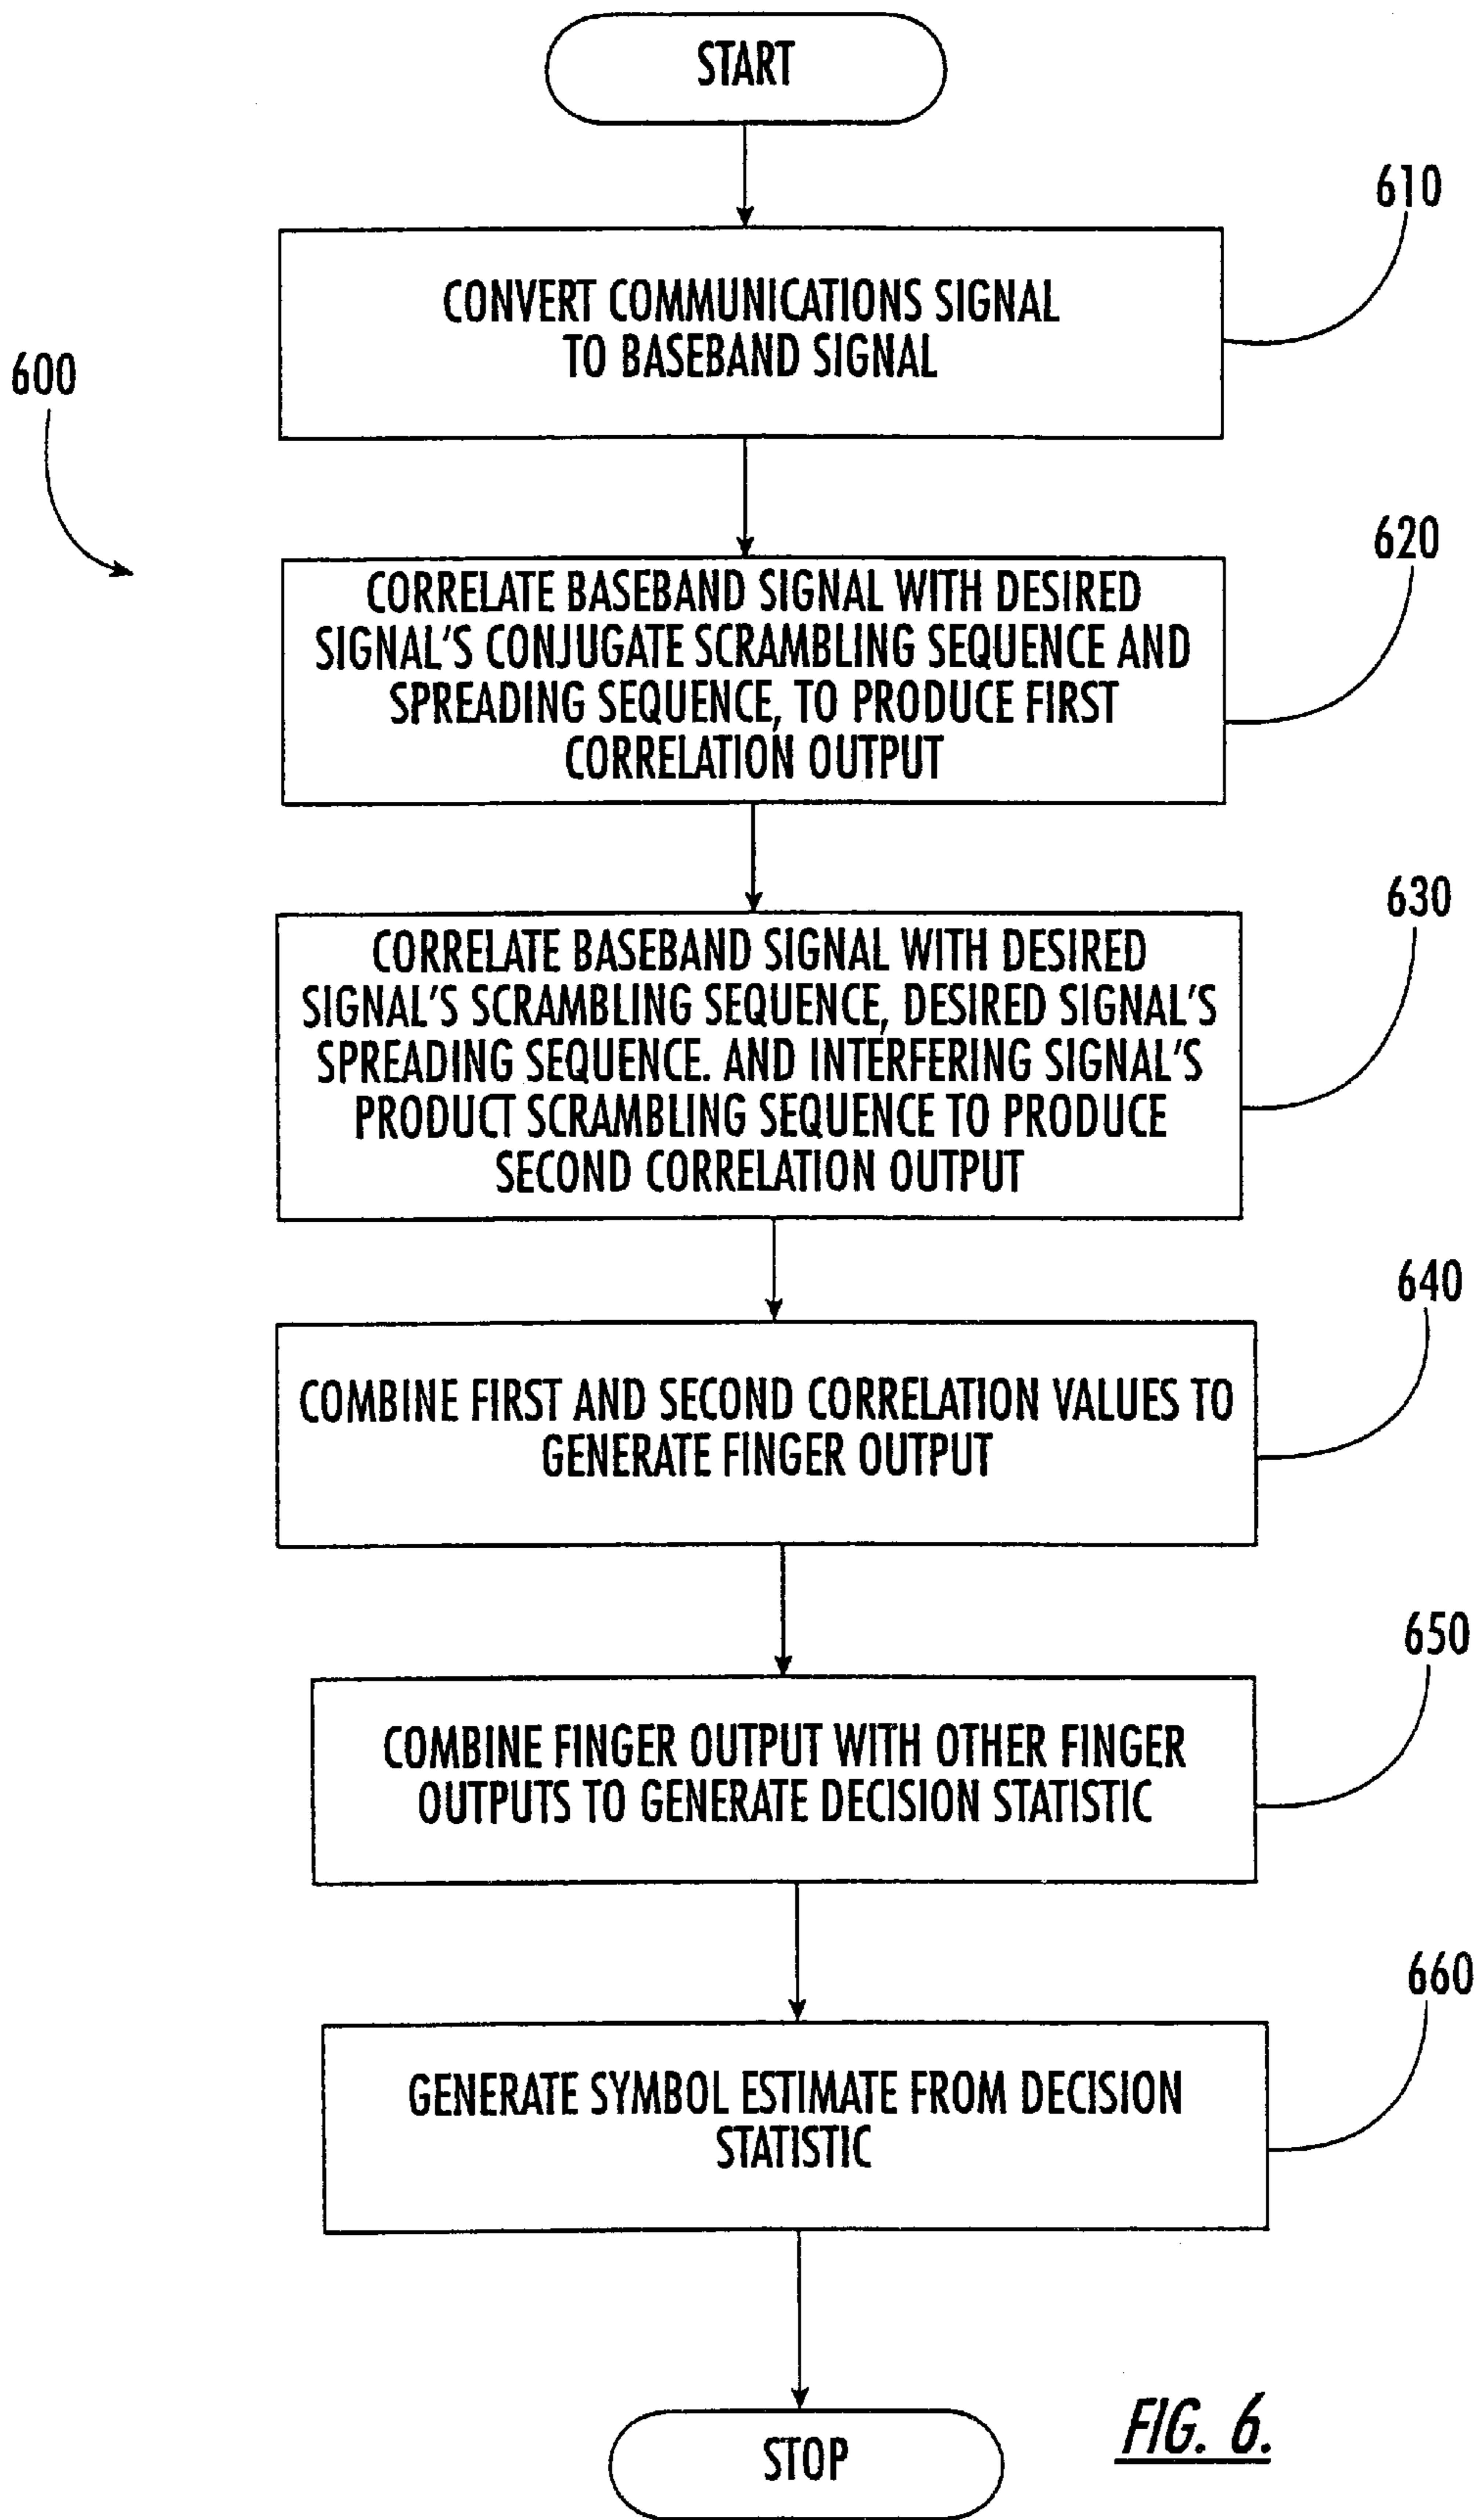 START
610
CONVERT COMMUNICATIONS SIGNAL
TO BASEBAND SIGNAL
600
620
CORRELATE BASEBAND SIGNAL WITH DESIRED
SIGNAL'S CONJUGATE SCRAMBLING SEQUENCE AND
SPREADING SEQUENCE, TO PRODUCE FIRST
CORRELATION OUTPUT
630
CORRELATE BASEBAND SIGNAL WITH DESIRED
SIGNAL'S SCRAMBLING SEQUENCE, DESIRED SIGNAL'S
SPREADING SEQUENCE. AND INTERFERING SIGNAL'S
PRODUCT SCRAMBLING SEQUENCE TO PRODUCE
SECOND CORRELATION OUTPUT
640
COMBINE FIRST AND SECOND CORRELATION VALUES TO
GENERATE FINGER OUTPUT
650
COMBINE FINGER OUTPUT WITH OTHER FINGER
OUTPUTS TO GENERATE DECISION STATISTIC
660
GENERATE SYMBOL ESTIMATE FROM DECISION
STATISTIC
STOP
FIG. 6.